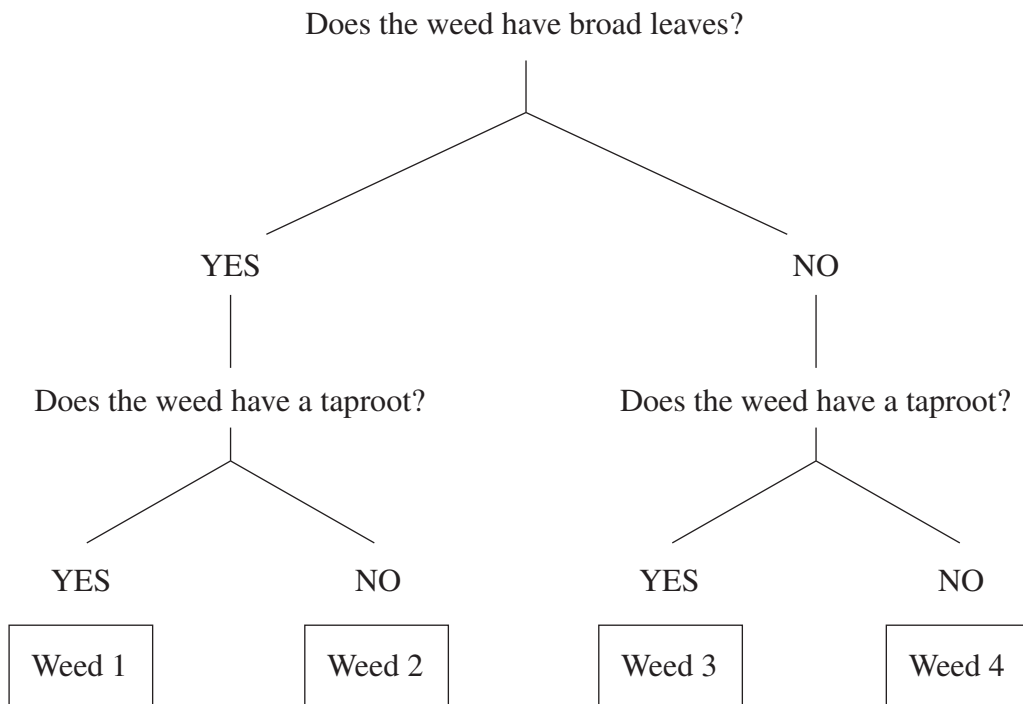 Does the weed have broad leaves?
YES NO
Does the weed have a taproot? Does the weed have a taproot?
YES NO YES NO
Weed 1 Weed 2 Weed 3 Weed 4